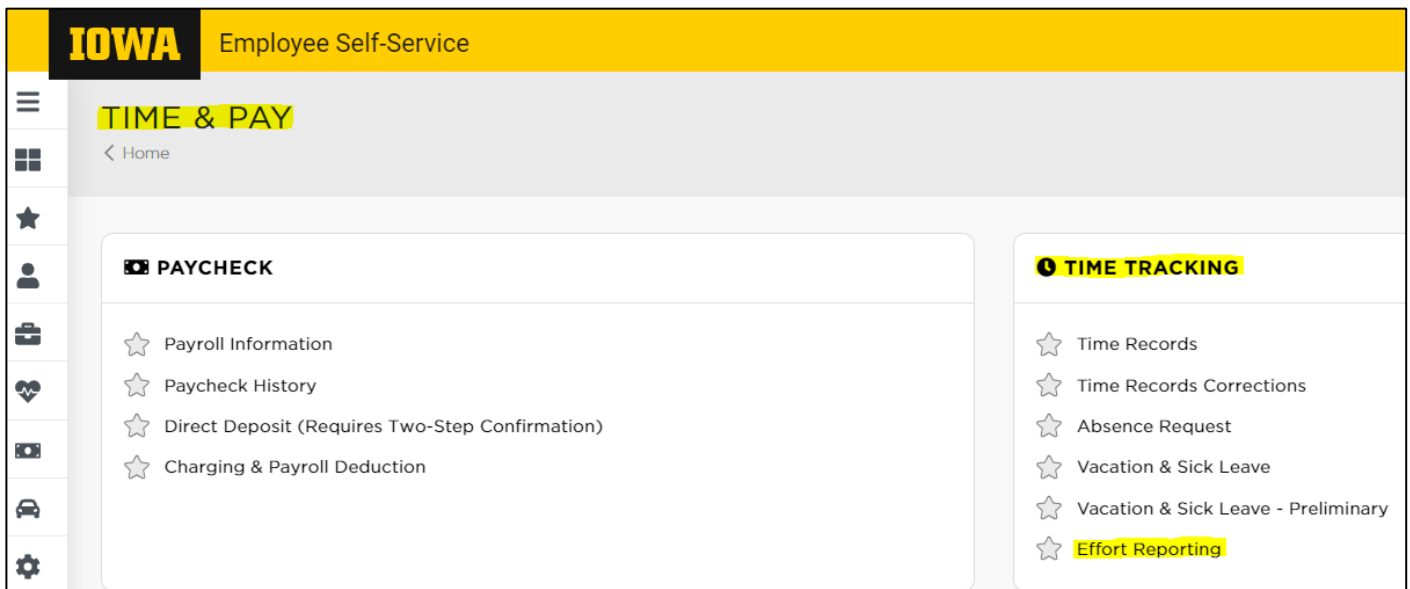 IOWA Employee Self-Service
TIME & PAY
Home
PAYCHECK
Payroll Information
Paycheck History
Direct Deposit (Requires Two-Step Confirmation)
Charging & Payroll Deduction
TIME TRACKING
Time Records
Time Records Corrections
Absence Request
Vacation & Sick Leave
Vacation & Sick Leave - Preliminary
Effort Reporting